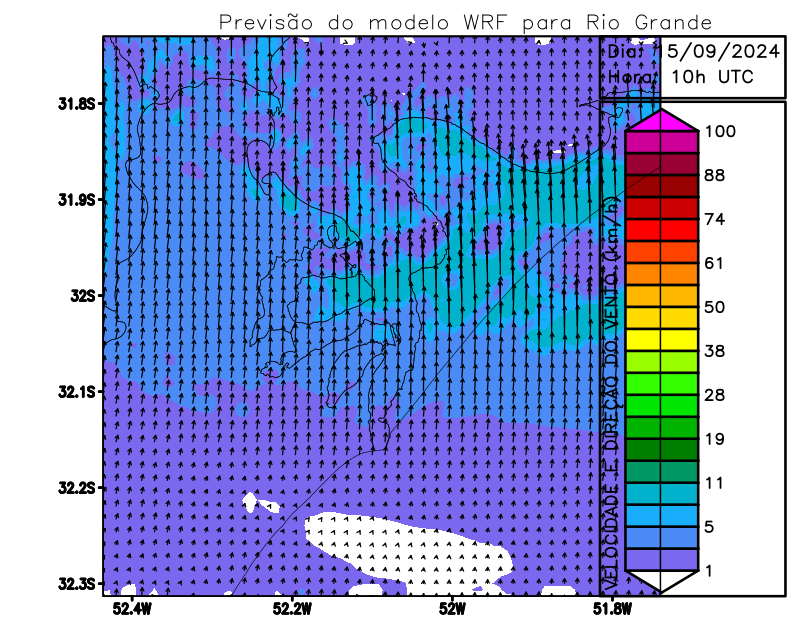 Previsão do modelo WRF para Rio Grande
Dia: 15/09/2024
Hora: 10h UTC
31.8S
31.9S
32S
32.1S
32.2S
32.3S
52.4W
52.2W
52W
51.8W
VELOCIDADE E DIREÇÃO DO VENTO (km/h)
100
88
74
61
50
38
28
19
11
5
1